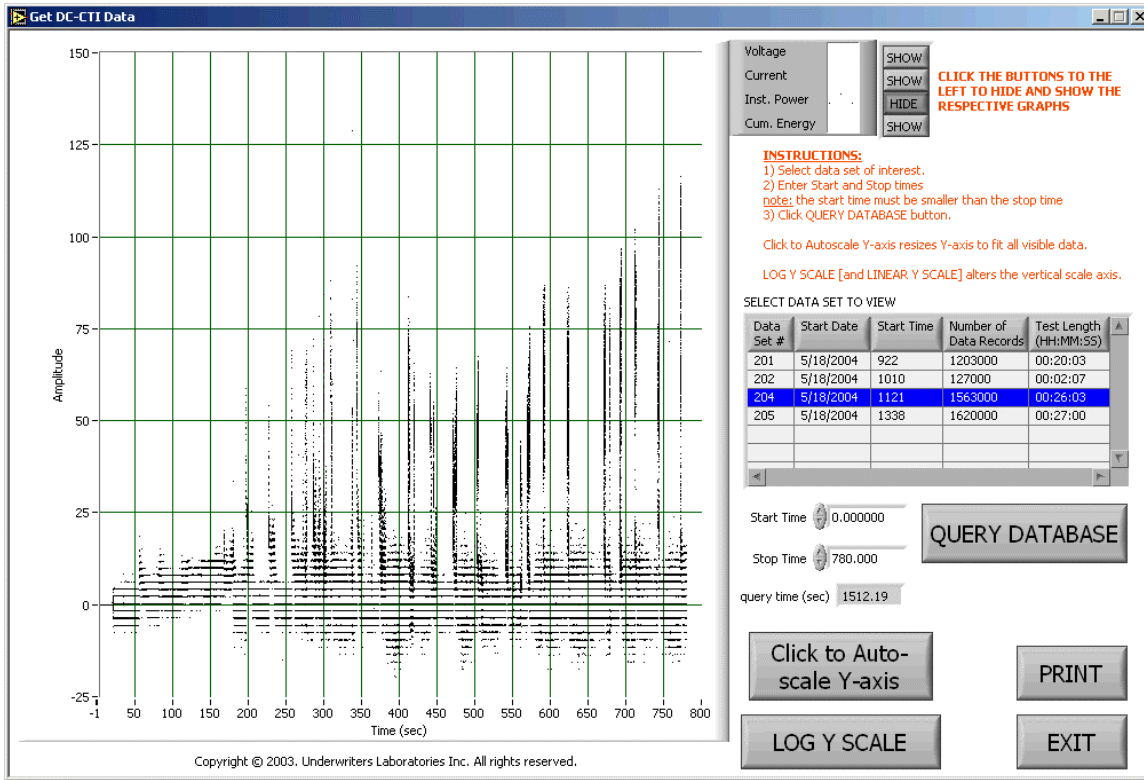 Get DC-CTI Data
150
125
100
75
50
25
0
-25
Amplitude
-1 50 100 150 200 250 300 350 400 450 500 550 600 650 700 750 800
Time (sec)
Copyright © 2003. Underwriters Laboratories Inc. All rights reserved.
Voltage SHOW
Current SHOW
Inst. Power HIDE
Cum. Energy SHOW
CLICK THE BUTTONS TO THE
LEFT TO HIDE AND SHOW THE
RESPECTIVE GRAPHS
INSTRUCTIONS:
1) Select data set of interest.
2) Enter Start and Stop times
note: the start time must be smaller than the stop time
3) Click QUERY DATABASE button.
Click to Autoscale Y-axis resizes Y-axis to fit all visible data.
LOG Y SCALE [and LINEAR Y SCALE] alters the vertical scale axis.
SELECT DATA SET TO VIEW
Data Set # Start Date Start Time Number of Data Records Test Length (HH:MM:SS)
201 5/18/2004 922 1203000 00:20:03
202 5/18/2004 1010 127000 00:02:07
204 5/18/2004 1121 1563000 00:26:03
205 5/18/2004 1338 1620000 00:27:00
Start Time 0.000000
Stop Time 780.000
QUERY DATABASE
query time (sec) 1512.19
Click to Auto-
scale Y-axis
PRINT
LOG Y SCALE
EXIT